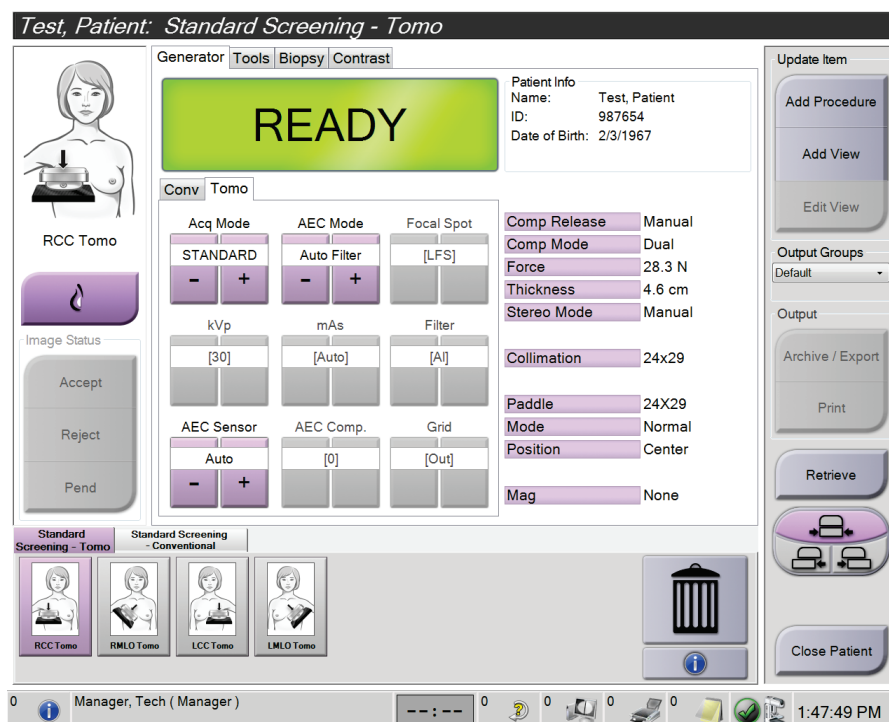 Test, Patient: Standard Screening - Tomo
Generator Tools Biopsy Contrast
READY
Patient Info
Name: Test, Patient
ID: 987654
Date of Birth: 2/3/1967
RCC Tomo
Image Status
Accept
Reject
Pend
Conv Tomo
Acq Mode AEC Mode Focal Spot
STANDARD Auto Filter [LFS]
- + - +
kVp mAs Filter
[30] [Auto] [Al]
AEC Sensor AEC Comp. Grid
Auto [0] [Out]
- +
Comp Release Manual
Comp Mode Dual
Force 28.3 N
Thickness 4.6 cm
Stereo Mode Manual
Collimation 24x29
Paddle 24X29
Mode Normal
Position Center
Mag None
Update Item
Add Procedure
Add View
Edit View
Output Groups
Default
Output
Archive / Export
Print
Retrieve
Close Patient
Standard
Screening - Tomo
Standard Screening
- Conventional
RCC Tomo RMLO Tomo LCC Tomo LMLO Tomo
0 i Manager, Tech ( Manager ) --:-- 0 ? 0 0 0 1:47:49 PM